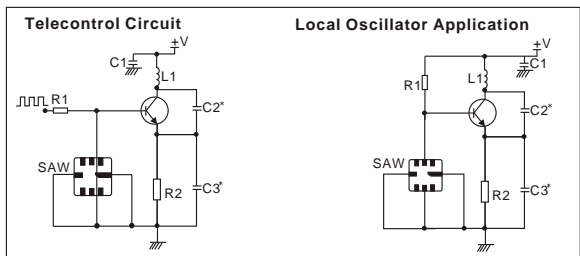 Telecontrol Circuit
+V
C1
L1
R1
C2*
SAW
R2
C3*
Local Oscillator Application
+V
C1
R1
L1
C2*
SAW
R2
C3*